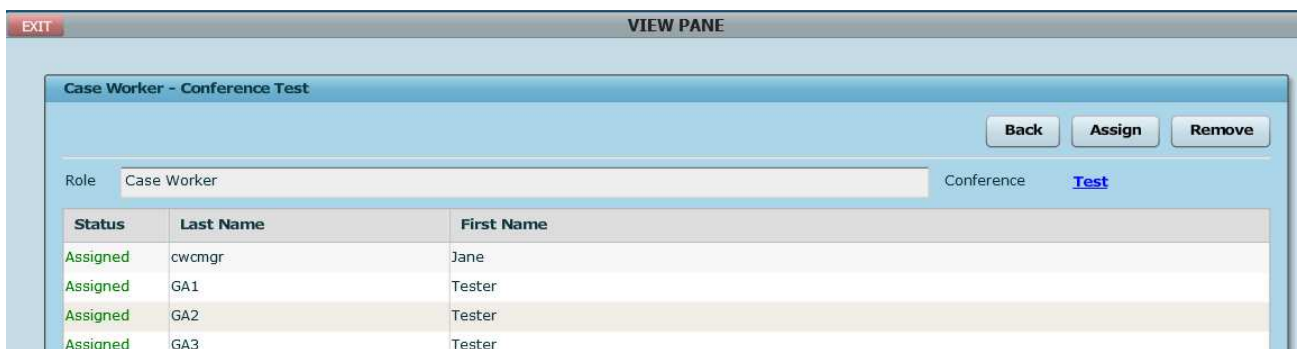 EXIT VIEW PANE
Case Worker - Conference Test
Back Assign Remove
Role Case Worker Conference Test
Status Last Name First Name
Assigned cwcmgr Jane
Assigned GA1 Tester
Assigned GA2 Tester
Assigned GA3 Tester